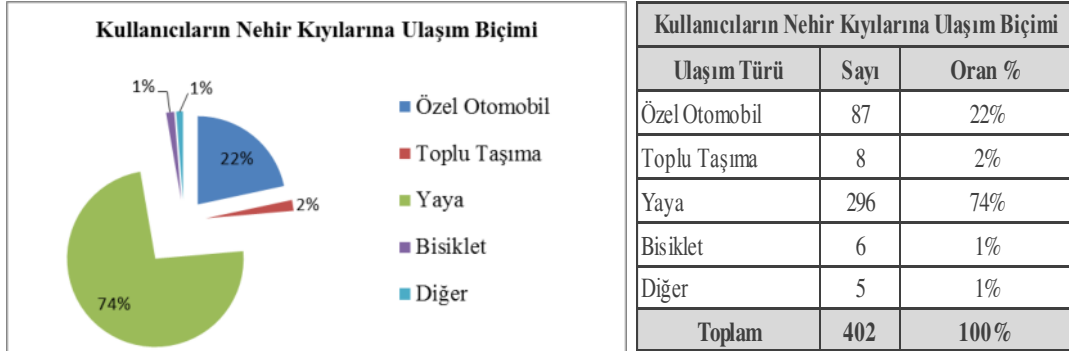 Kullanıcıların Nehir Kıyılarına Ulaşım Biçimi
1%
1%
22%
2%
74%
Özel Otomobil
Toplu Taşıma
Yaya
Bisiklet
Diğer
Kullanıcıların Nehir Kıyılarına Ulaşım Biçimi
Ulaşım Türü Sayı Oran %
Özel Otomobil 87 22%
Toplu Taşıma 8 2%
Yaya 296 74%
Bisiklet 6 1%
Diğer 5 1%
Toplam 402 100%